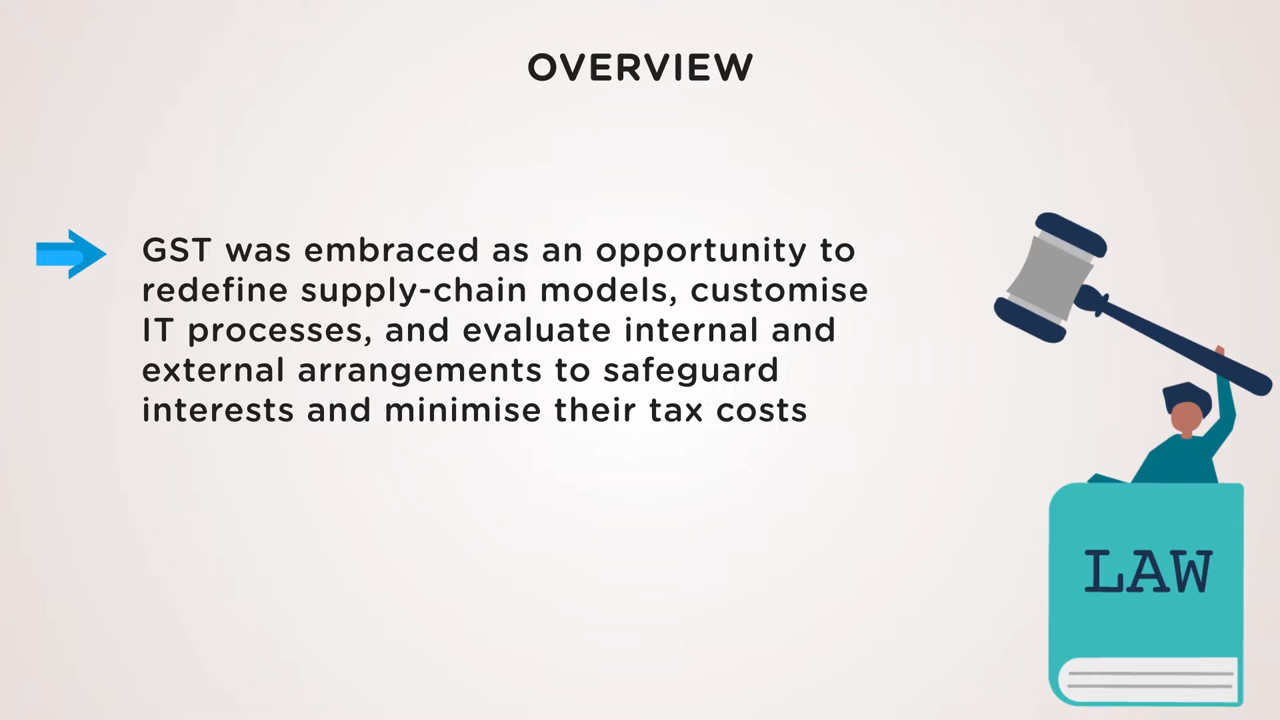 OVERVIEW
GST was embraced as an opportunity to
redefine supply-chain models, customise
IT processes, and evaluate internal and
external arrangements to safeguard
interests and minimise their tax costs
LAW